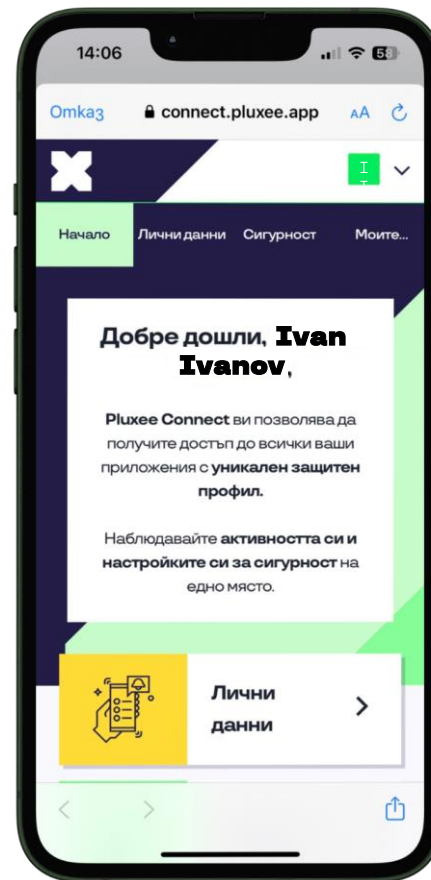 14:06
58
Отказ connect.pluxee.app AA
I
I
Начало Лични данни Сигурност Моите...
Добре дошли, Ivan
Ivanov,
Pluxee Connect ви позволява да
получите достъп до всички ваши
приложения с уникален защитен
профил.
Наблюдавайте активността си и
настройките си за сигурност на
едно място.
Лични
данни